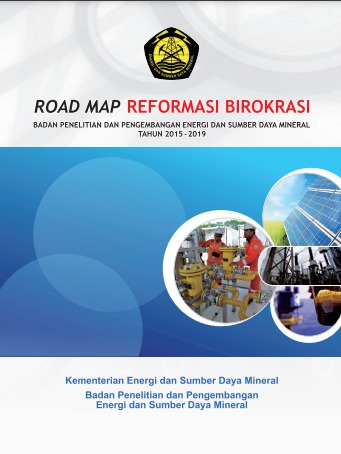 ROAD MAP REFORMASI BIROKRASI
BADAN PENELITIAN DAN PENGEMBANGAN ENERGI DAN SUMBER DAYA MINERAL
TAHUN 2015 - 2019
Kementerian Energi dan Sumber Daya Mineral
Badan Penelitian dan Pengembangan
Energi dan Sumber Daya Mineral